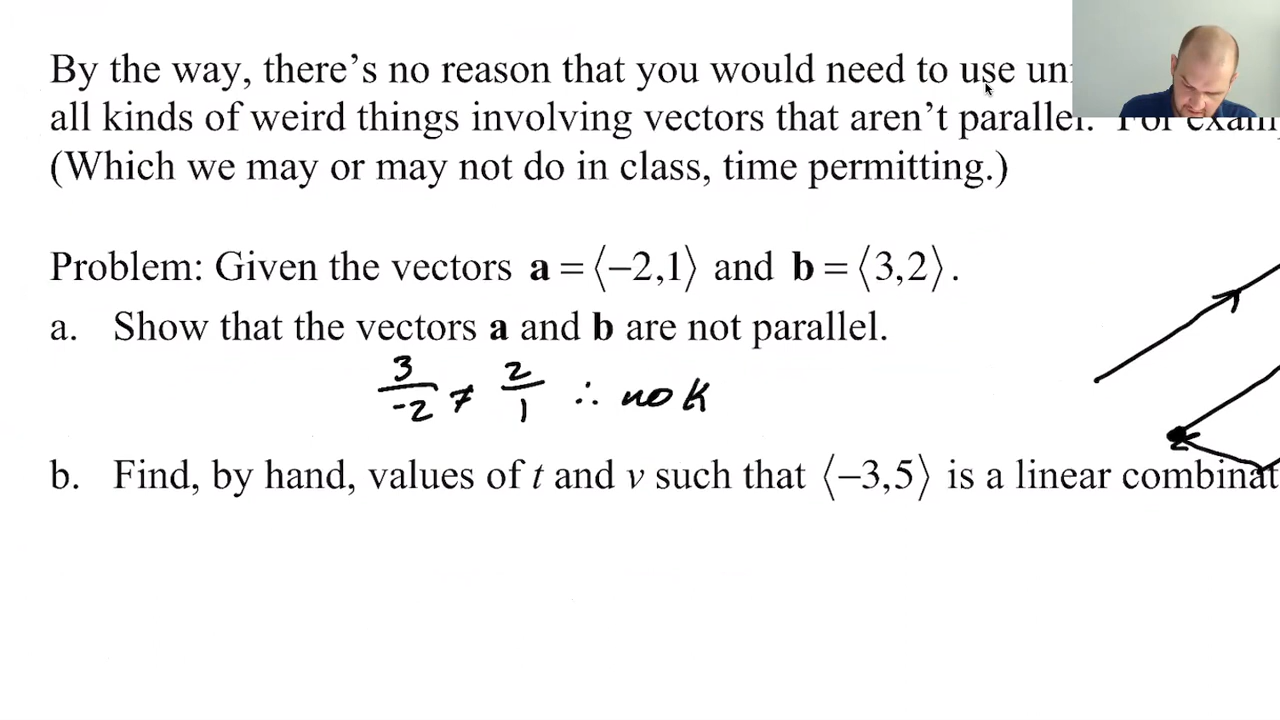 By the way, there's no reason that you would need to use
all kinds of weird things involving vectors that aren't parallel. For
(Which we may or may not do in class, time permitting.)
Problem: Given the vectors a = ⟨−2,1⟩ and b = ⟨3,2⟩.
a. Show that the vectors a and b are not parallel.
3/-2 ≠ 2/1 ∴ no K
b. Find, by hand, values of t and v such that ⟨−3,5⟩ is a linear